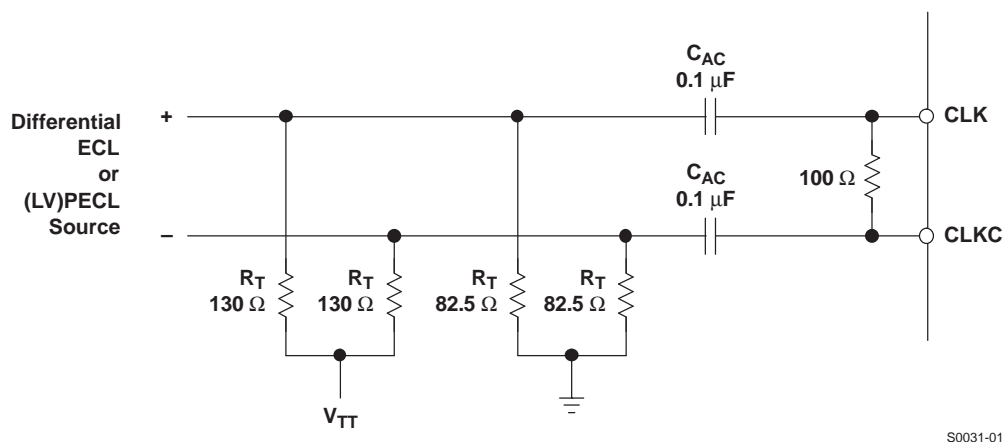 C_AC
0.1 μF
Differential
ECL
or
(LV)PECL
Source
+
CLK
C_AC
0.1 μF
100 Ω
–
CLKC
R_T
130 Ω
R_T
130 Ω
R_T
82.5 Ω
R_T
82.5 Ω
V_TT
S0031-01